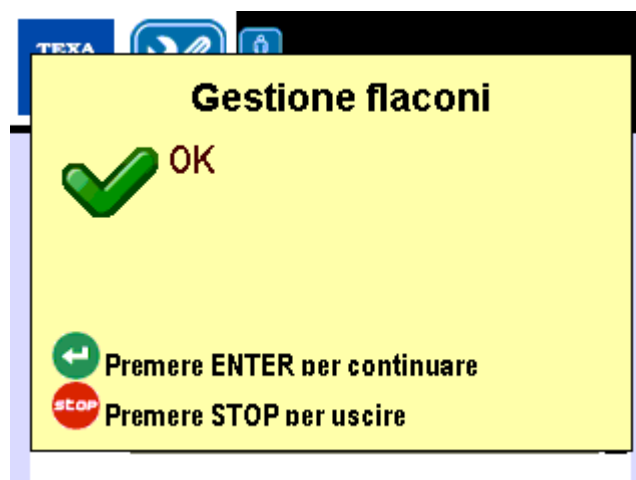 TEXA
Gestione flaconi
OK
Premere ENTER per continuare
stop Premere STOP per uscire